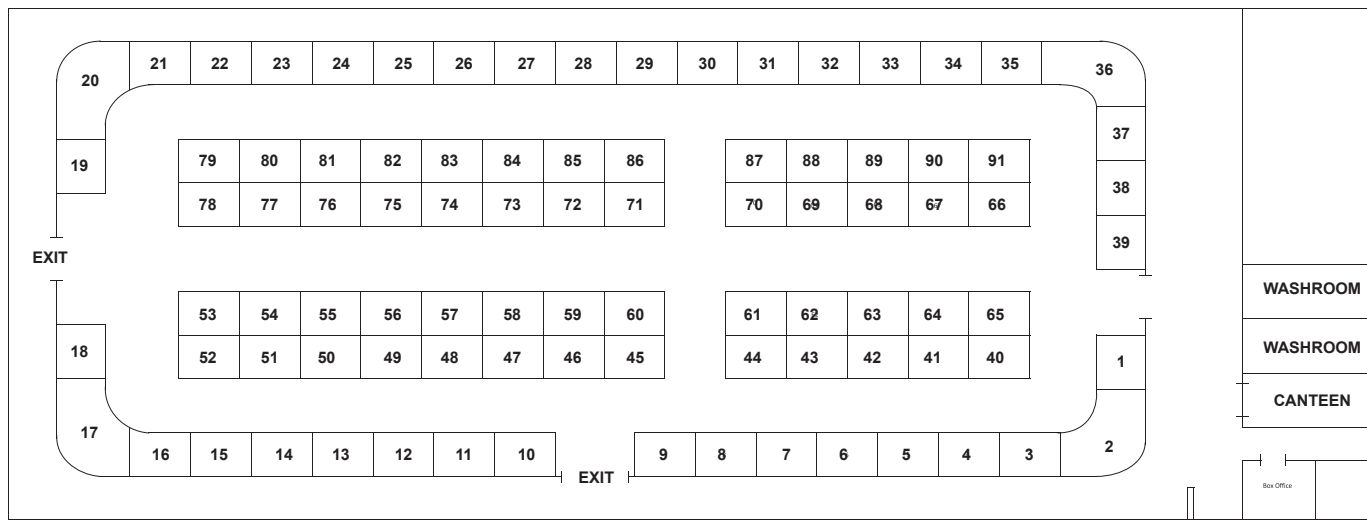 21 22 23 24 25 26 27 28 29 30 31 32 33 34 35
20 36
37
79 80 81 82 83 84 85 86 87 88 89 90 91
19
38
78 77 76 75 74 73 72 71 70 69 68 67 66
39
EXIT
WASHROOM
53 54 55 56 57 58 59 60 61 62 63 64 65
WASHROOM
18 52 51 50 49 48 47 46 45 44 43 42 41 40 1
CANTEEN
17 2
16 15 14 13 12 11 10 9 8 7 6 5 4 3
EXIT
Box Office